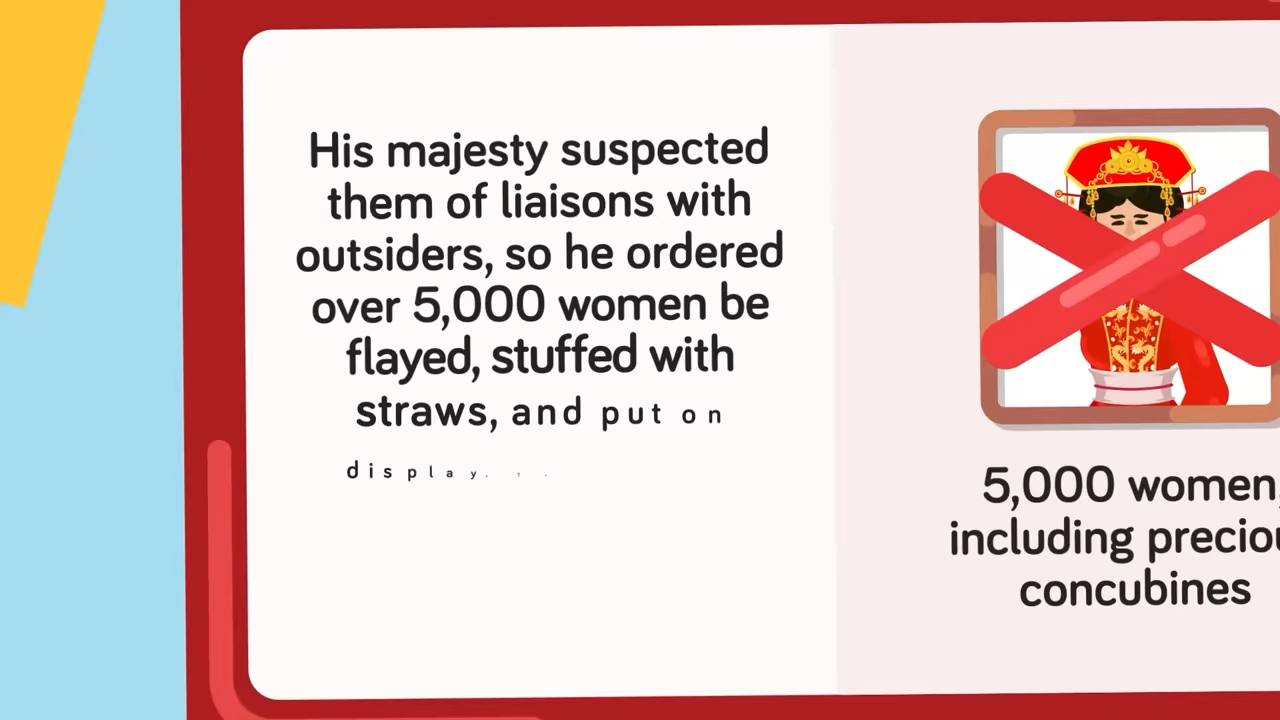 His majesty suspected
them of liaisons with
outsiders, so he ordered
over 5,000 women be
flayed, stuffed with
straws, and put on
display. . .
5,000 women,
including
concubines